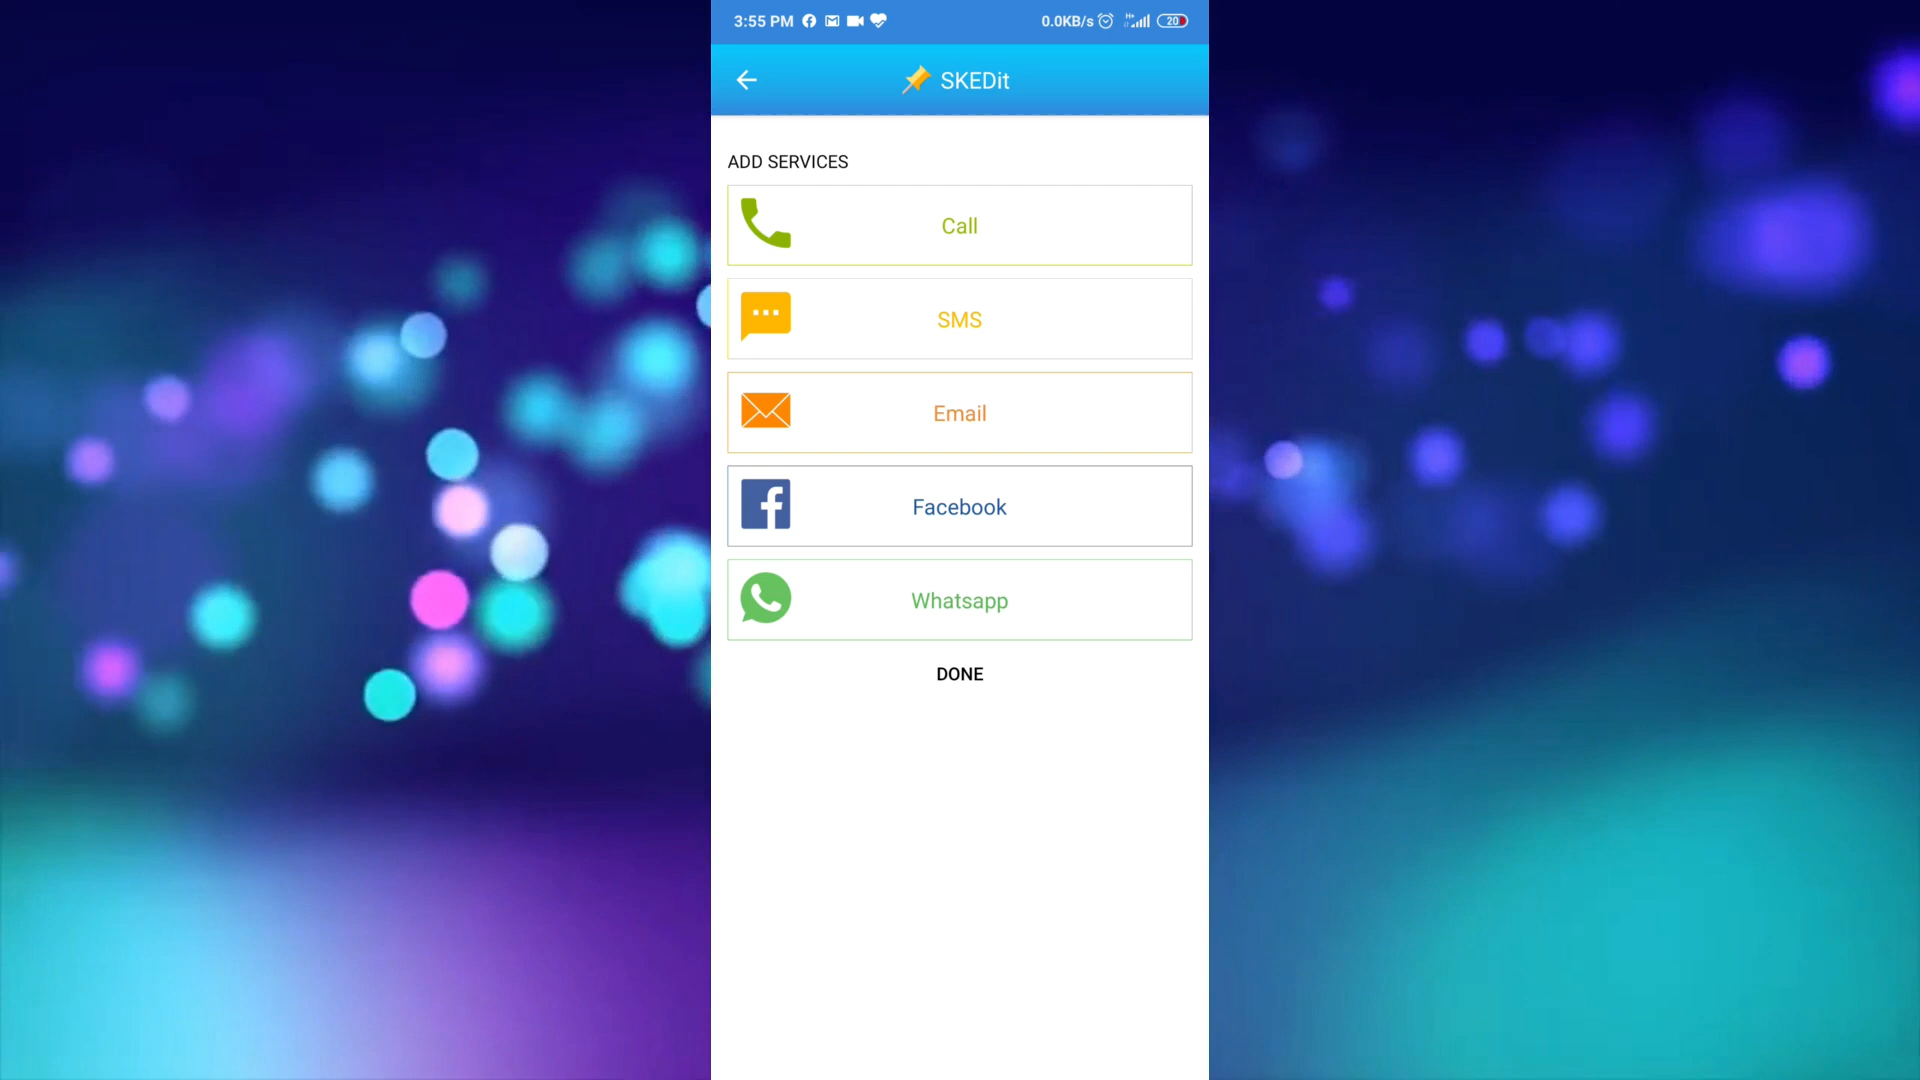 3:55 PM 0.0KB/s 20
SKEDit
ADD SERVICES
Call
SMS
Email
Facebook
Whatsapp
DONE